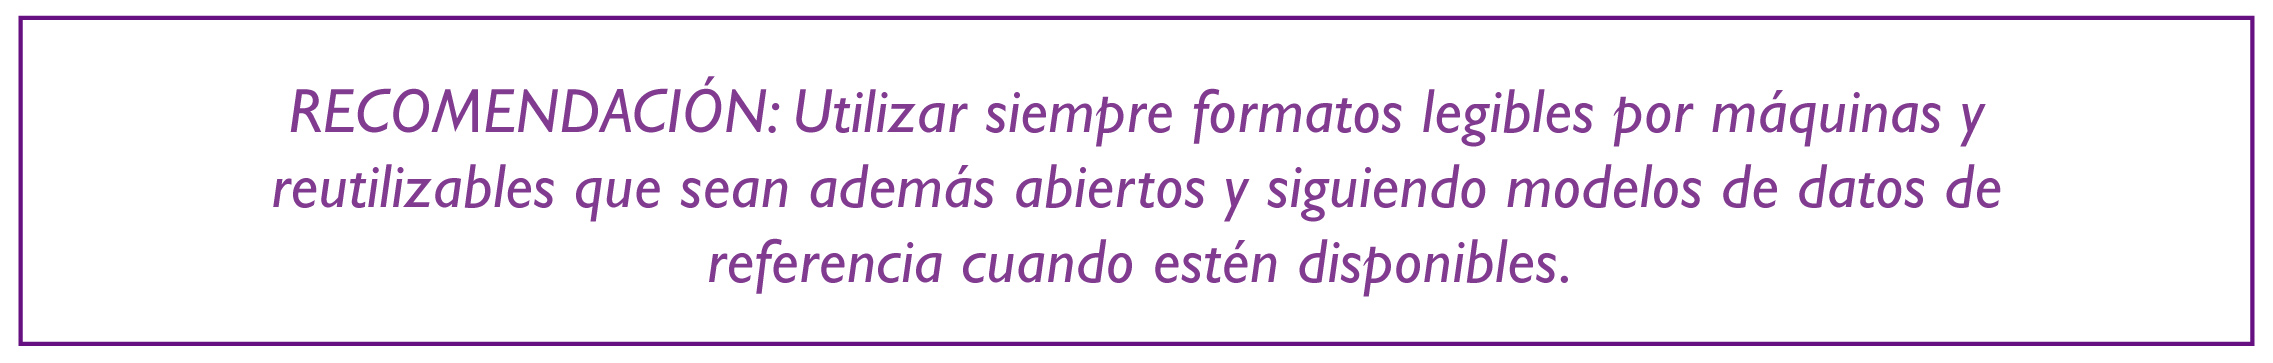 RECOMENDACIÓN: Utilizar siempre formatos legibles por máquinas y
reutilizables que sean además abiertos y siguiendo modelos de datos de
referencia cuando estén disponibles.